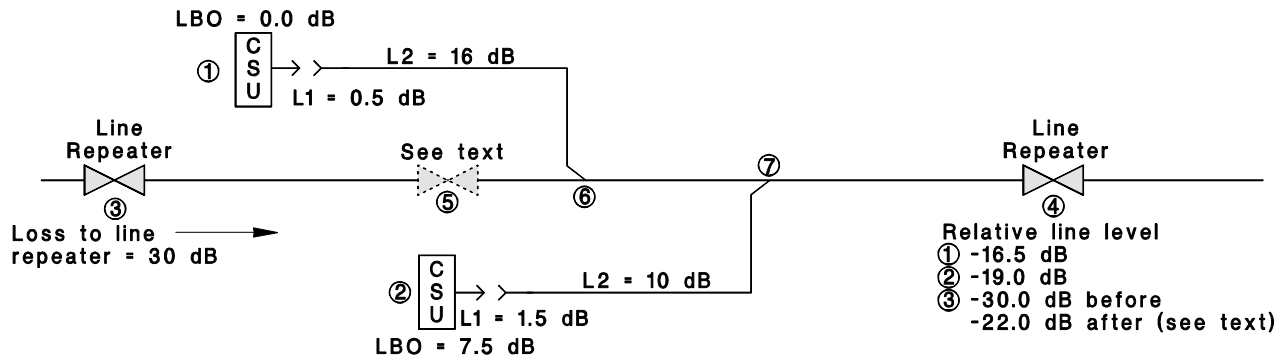 LBO = 0.0 dB
①
CSU
L2 = 16 dB
L1 = 0.5 dB
Line
Repeater
③
Loss to line
repeater = 30 dB
See text
⑤
⑥
⑦
Line
Repeater
④
②
CSU
L2 = 10 dB
L1 = 1.5 dB
LBO = 7.5 dB
Relative line level
① -16.5 dB
② -19.0 dB
③ -30.0 dB before
-22.0 dB after (see text)